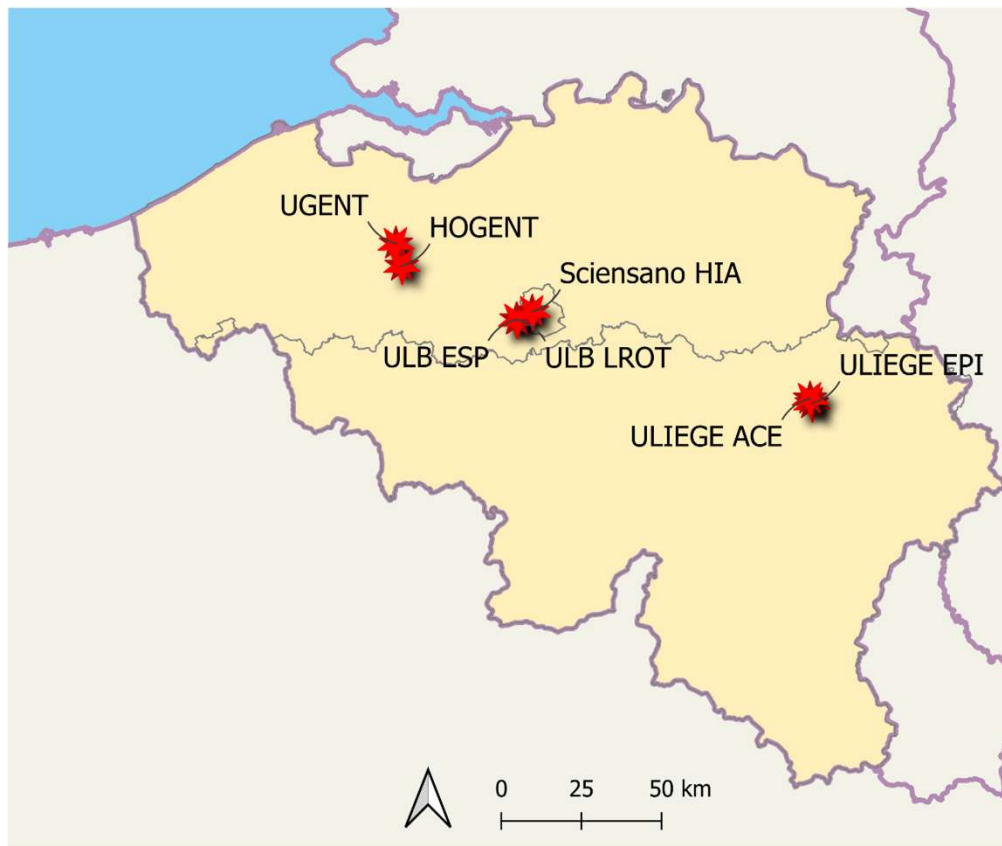 UGENT
HOGENT
Sciensano HIA
ULB ESP
ULB LROT
ULIEGE EPI
ULIEGE ACE
0 25 50 km